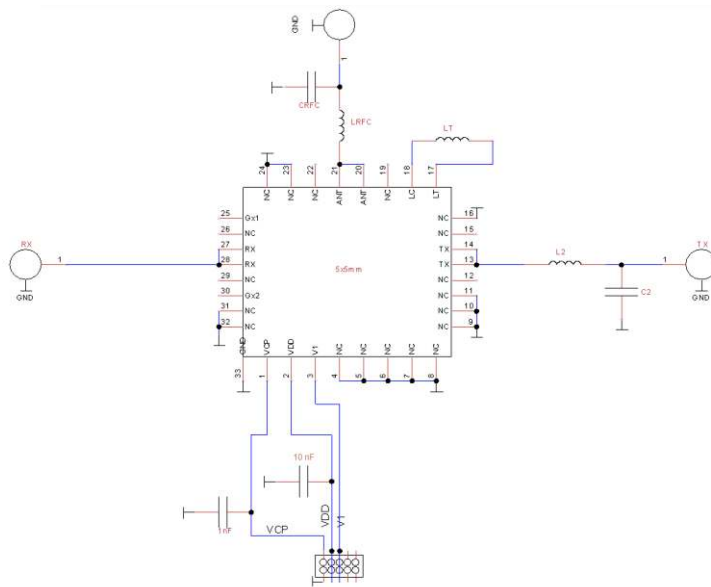 GND
1
CRFC
LRFC
LT
24
23
22
21
20
19
18
17
NC
NC
NC
ANT
ANT
NC
LC
LT
25
Gx1
NC
16
26
NC
NC
15
27
RX
TX
14
RX
1
28
RX
TX
13
L2
1
TX
5x5mm
29
NC
NC
12
GND
30
Gx2
NC
11
C2
GND
31
NC
NC
10
32
NC
NC
9
GND
VCP
VDD
V1
NC
NC
NC
NC
NC
33
1
2
3
4
5
6
7
8
10 nF
1nF
VCP
VDD
V1